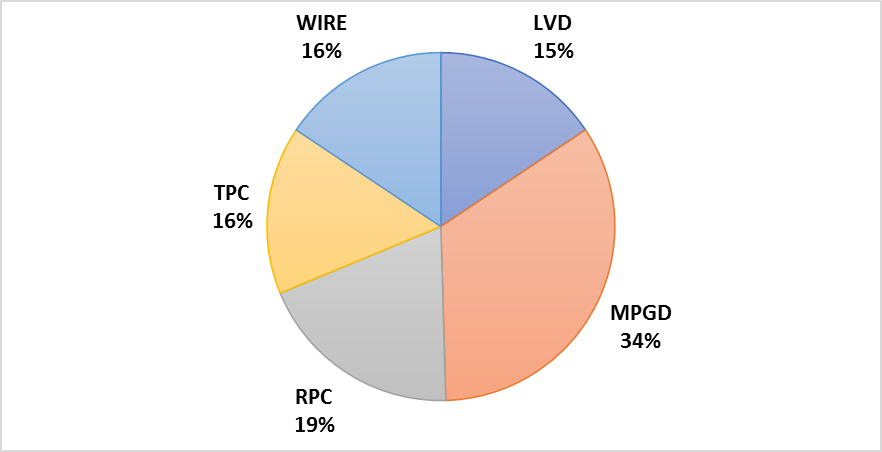 WIRE
16%
LVD
15%
TPC
16%
MPGD
34%
RPC
19%